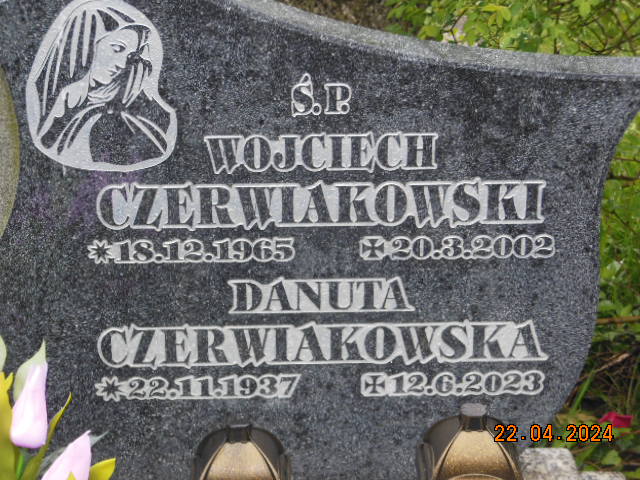 Ś.P.
WOJCIECH
CZERWIAKOWSKI
*18.12.1965 ✝20.3.2002
DANUTA
CZERWIAKOWSKA
*22.11.1937 ✝12.6.2023
22.04.2024